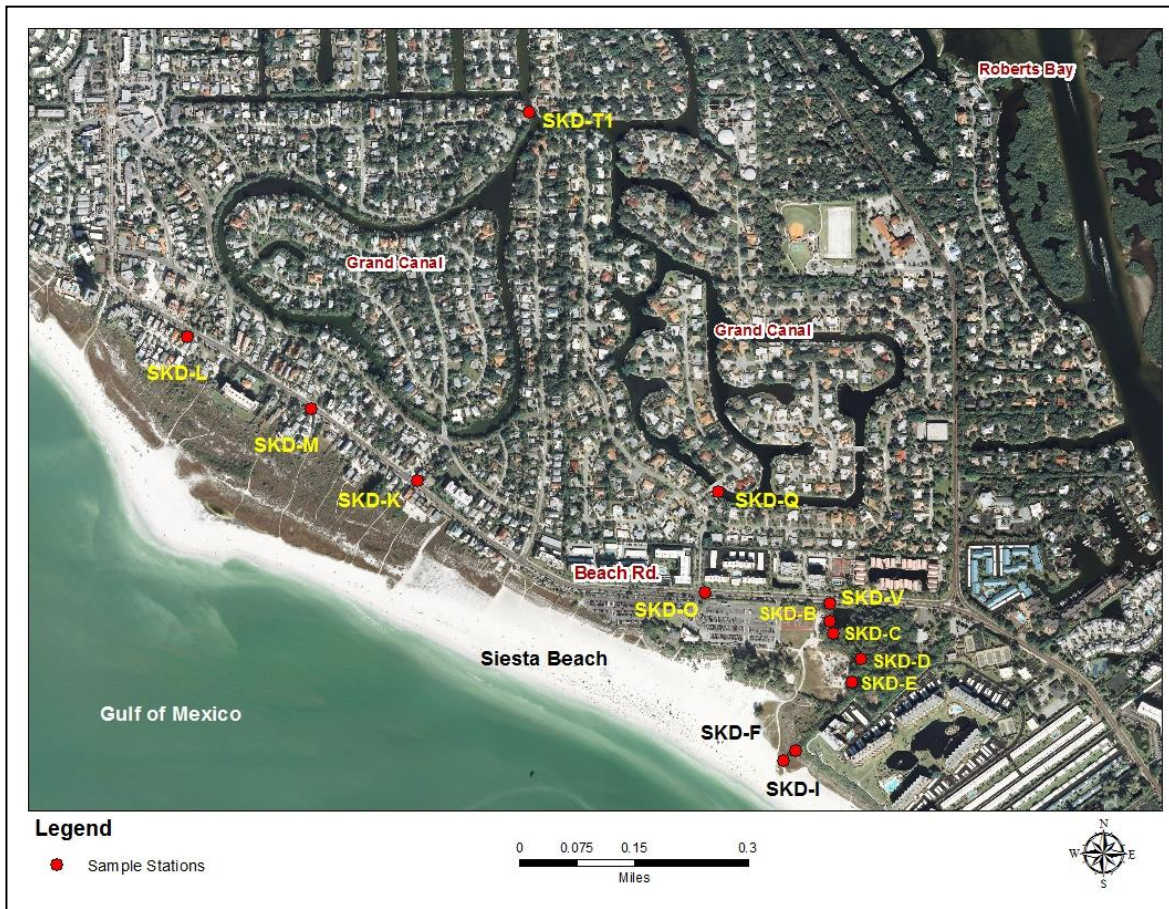 Roberts Bay
SKD-T1
Grand Canal
Grand Canal
SKD-L
SKD-M
SKD-K
SKD-Q
Beach Rd.
SKD-O
SKD-B
SKD-V
SKD-C
SKD-D
SKD-E
Siesta Beach
Gulf of Mexico
SKD-F
SKD-I
Legend
Sample Stations
0 0.075 0.15 0.3
Miles
N
W E
S